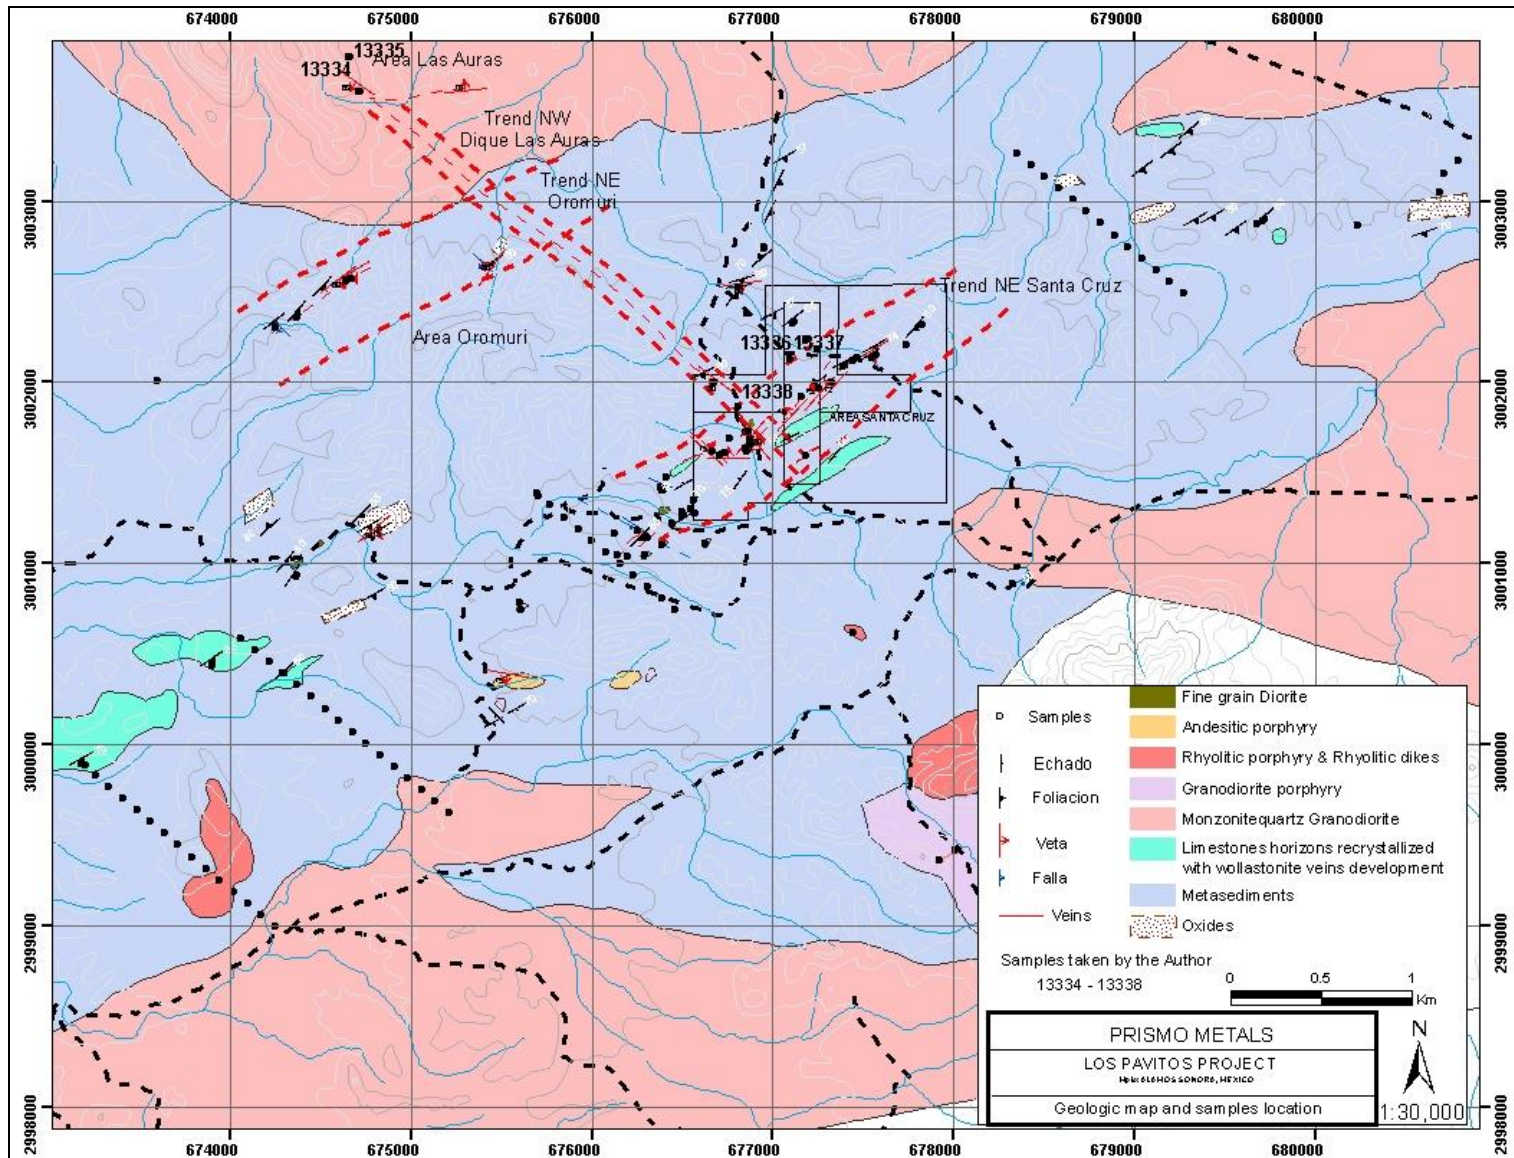 674000 675000 676000 677000 678000 679000 680000
13335
Area Las Auras
13334
Trend NW
Dique Las Auras
Trend NE
Oromuri
3003000 3003000
Trend NE Santa Cruz
Area Oromuri
13336 13337
3002000 3002000
13338
AREA SANTA CRUZ
3001000 3001000
3000000 3000000
2999000 2999000
2998000 2998000
Samples
Echado
Foliacion
Veta
Falla
Veins
Fine grain Diorite
Andesitic porphyry
Rhyolitic porphyry & Rhyolitic dikes
Granodiorite porphyry
Monzonitequartz Granodiorite
Limestones horizons recrystallized
with wollastonite veins development
Metasediments
Oxides
Samples taken by the Author
13334 - 13338
0 0.5 1
Km
PRISMO METALS
LOS PAVITOS PROJECT
SONORA, MEXICO
Geologic map and samples location
N
1:30,000
674000 675000 676000 677000 678000 679000 680000